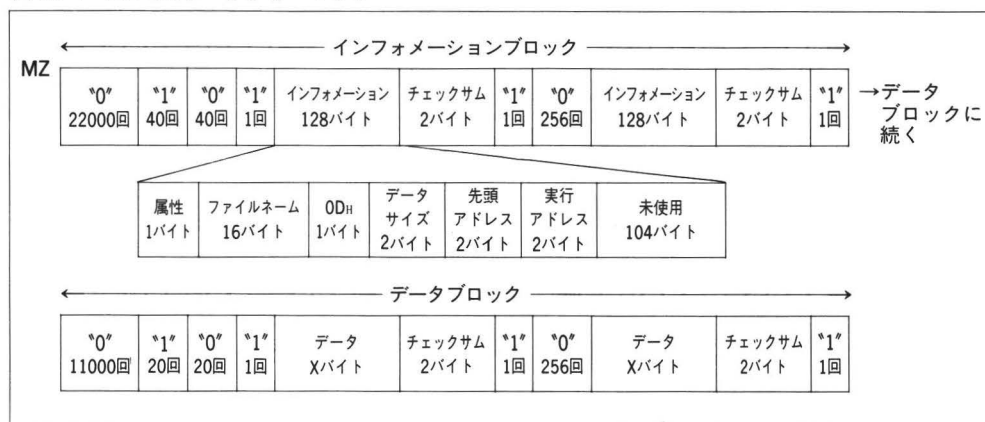 インフォメーションブロック
MZ
"0" "1" "0" "1" インフォメーション チェックサム "1" "0" インフォメーション チェックサム "1" →データ
22000回 40回 40回 1回 128バイト 2バイト 1回 256回 128バイト 2バイト 1回 ブロックに
続く
属性 ファイルネーム 0DH データ 先頭 実行 未使用
サイズ アドレス アドレス
1バイト 16バイト 1バイト 2バイト 2バイト 2バイト 104バイト
データブロック
"0" "1" "0" "1" データ チェックサム "1" "0" データ チェックサム "1"
11000回 20回 20回 1回 Xバイト 2バイト 1回 256回 Xバイト 2バイト 1回